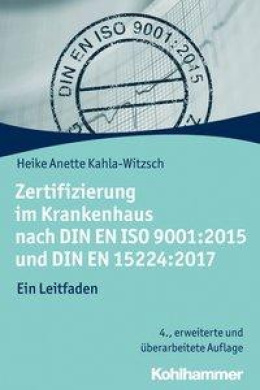 DIN EN ISO 9001:2015
Heike Anette Kahla-Witzsch
Zertifizierung
im Krankenhaus
nach DIN EN ISO 9001:2015
und DIN EN 15224:2017
Ein Leitfaden
4., erweiterte und
überarbeitete Auflage
Kohlhammer